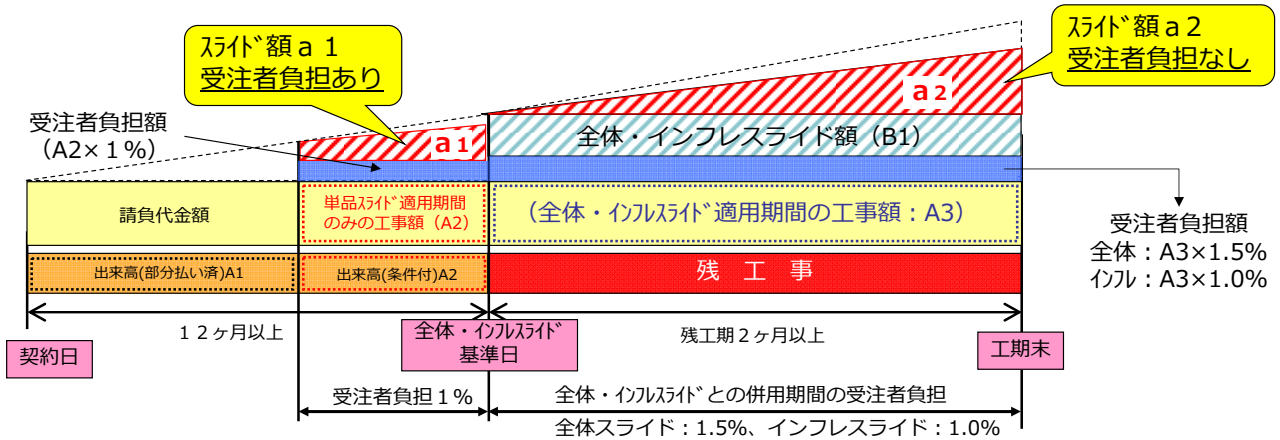 ｽﾗｲﾄﾞ額ａ１
受注者負担あり
ｽﾗｲﾄﾞ額ａ２
受注者負担なし
受注者負担額
（A2×１%）
ａ１
ａ２
全体・インフレスライド額（B1）
請負代金額
単品ｽﾗｲﾄﾞ適用期間
のみの工事額（A2）
（全体・ｲﾝﾌﾚｽﾗｲﾄﾞ適用期間の工事額：A3）
受注者負担額
全体：A3×1.5%
ｲﾝﾌﾚ：A3×1.0%
出来高(部分払い済)A1
出来高(条件付)A2
残　工　事
１２ヶ月以上
残工期２ヶ月以上
契約日
全体・ｲﾝﾌﾚｽﾗｲﾄﾞ
基準日
工期末
受注者負担１%
全体・ｲﾝﾌﾚｽﾗｲﾄﾞとの併用期間の受注者負担
全体スライド：1.5%、インフレスライド：1.0%